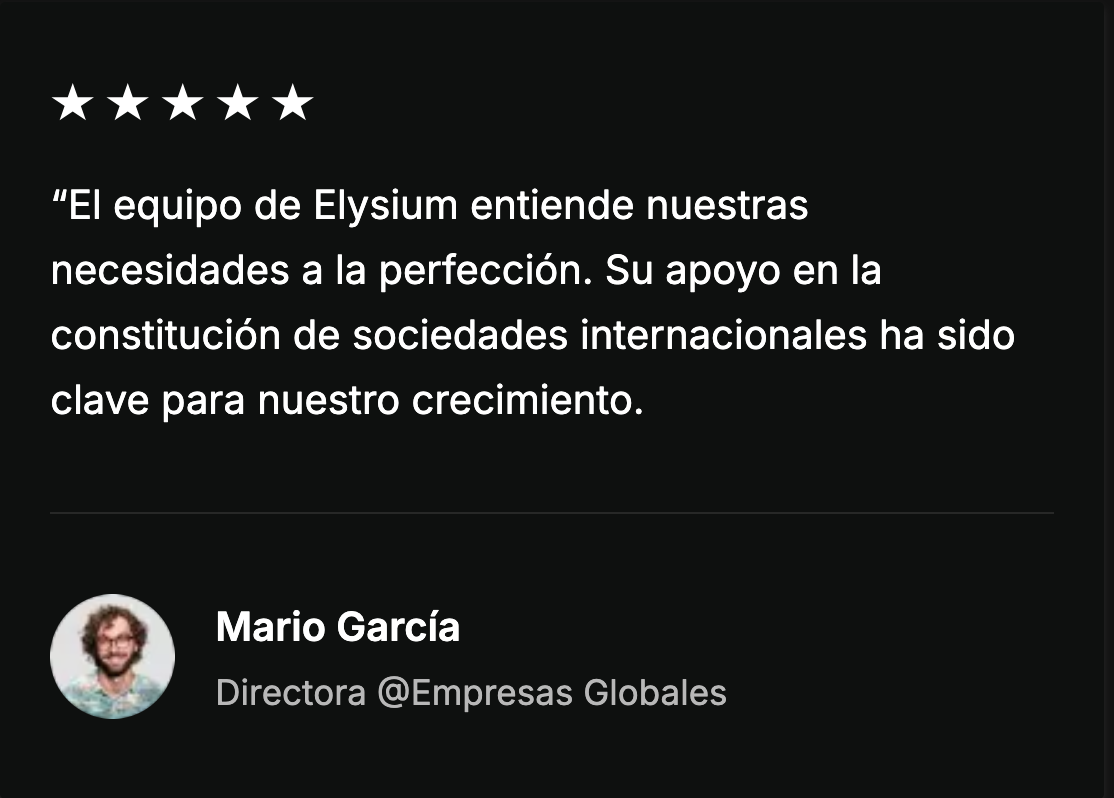 “El equipo de Elysium entiende nuestras
necesidades a la perfección. Su apoyo en la
constitución de sociedades internacionales ha sido
clave para nuestro crecimiento.
Mario García
Directora @Empresas Globales